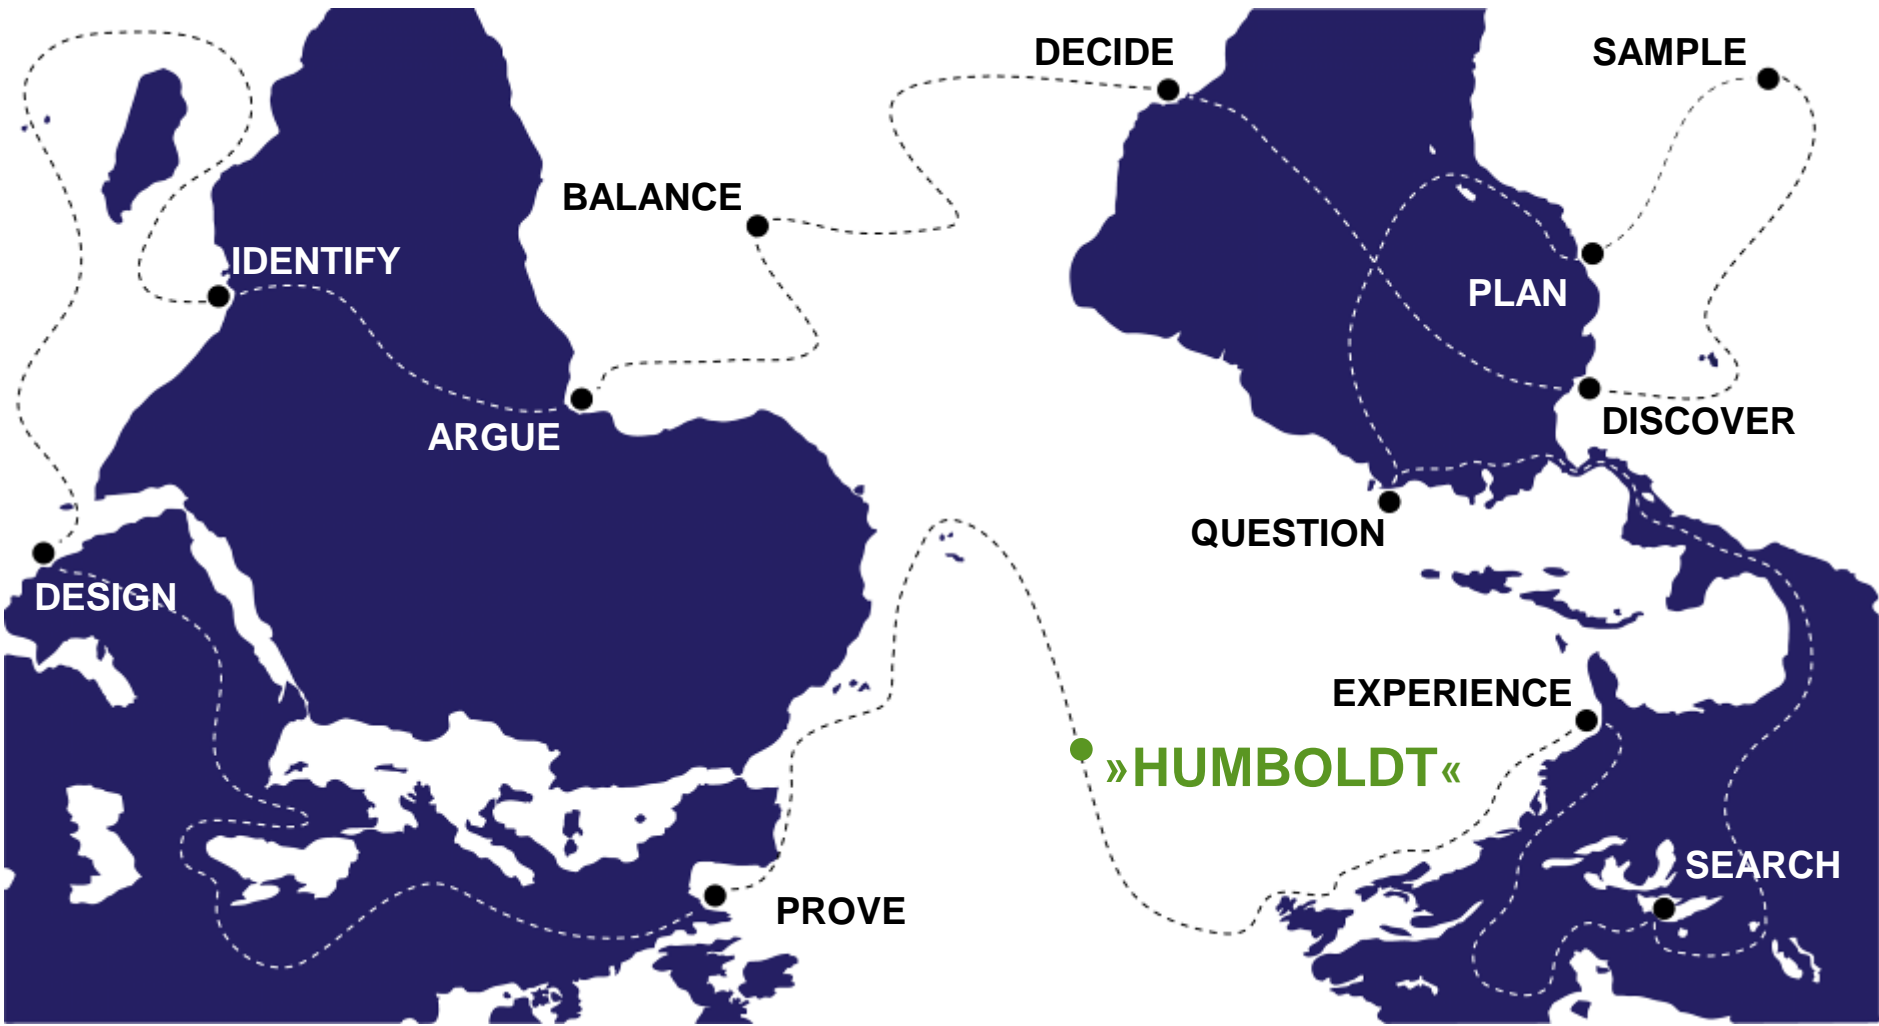 DECIDE
SAMPLE
BALANCE
IDENTIFY
PLAN
ARGUE
DISCOVER
QUESTION
DESIGN
EXPERIENCE
»HUMBOLDT«
SEARCH
PROVE